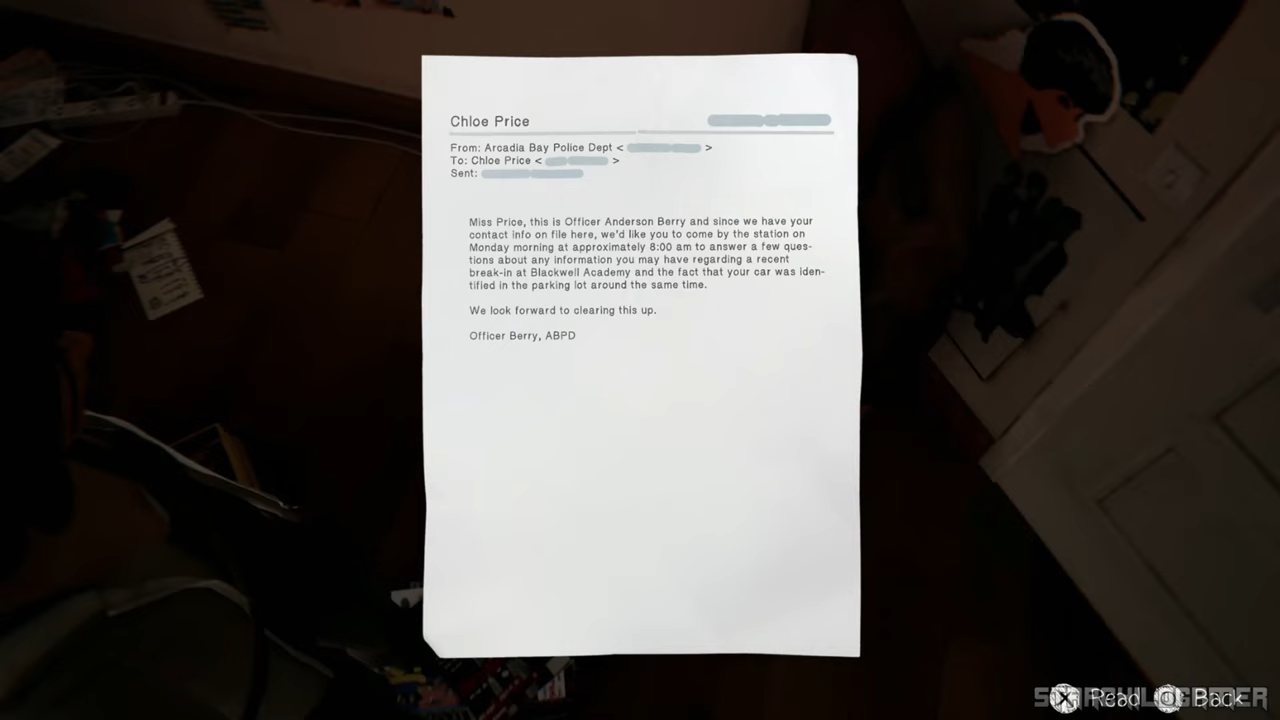 Chloe Price
From: Arcadia Bay Police Dept < >
To: Chloe Price < >
Sent:
Miss Price, this is Officer Anderson Berry and since we have your
contact info on file here, we'd like you to come by the station on
Monday morning at approximately 8:00 am to answer a few ques-
tions about any information you may have regarding a recent
break-in at Blackwell Academy and the fact that your car was iden-
tified in the parking lot around the same time.
We look forward to clearing this up.
Officer Berry, ABPD
Read Back